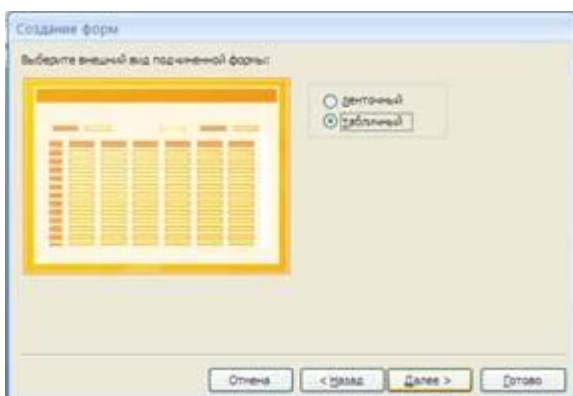 Создание форм
Выберите внешний вид подчиненной формы:
ленточный
табличный
Отмена
< Назад
Далее >
Готово